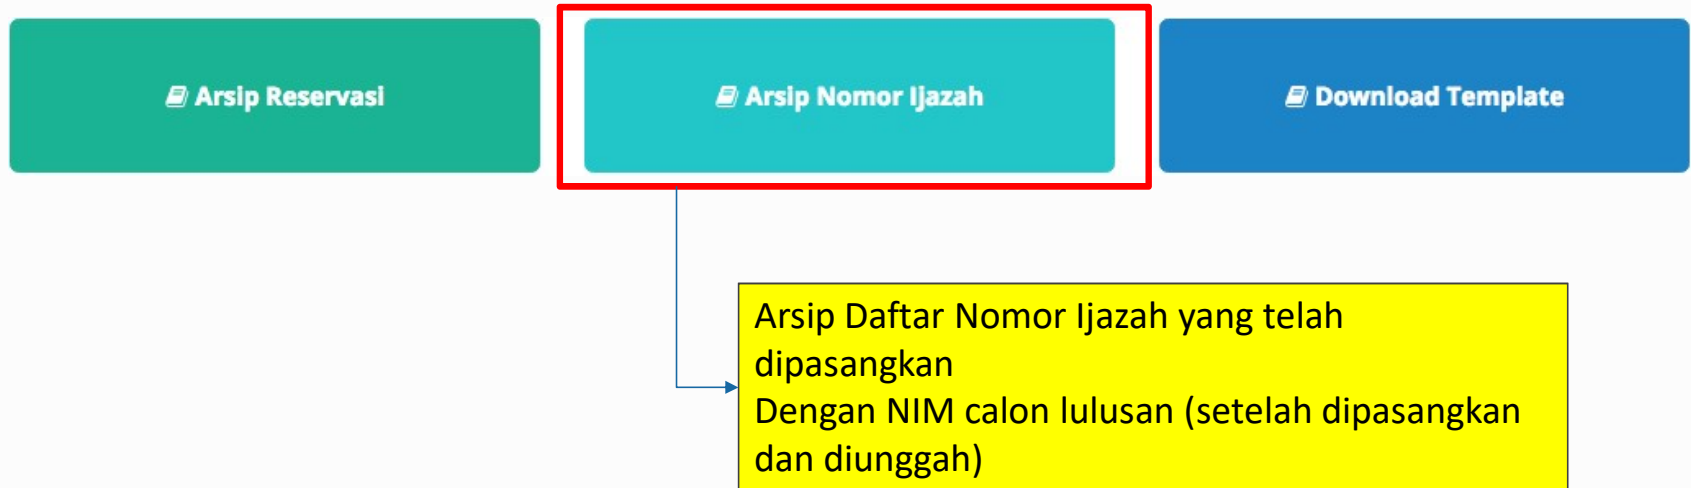 Arsip Reservasi
Arsip Nomor Ijazah
Download Template
Arsip Daftar Nomor Ijazah yang telah
dipasangkan
Dengan NIM calon lulusan (setelah dipasangkan
dan diunggah)